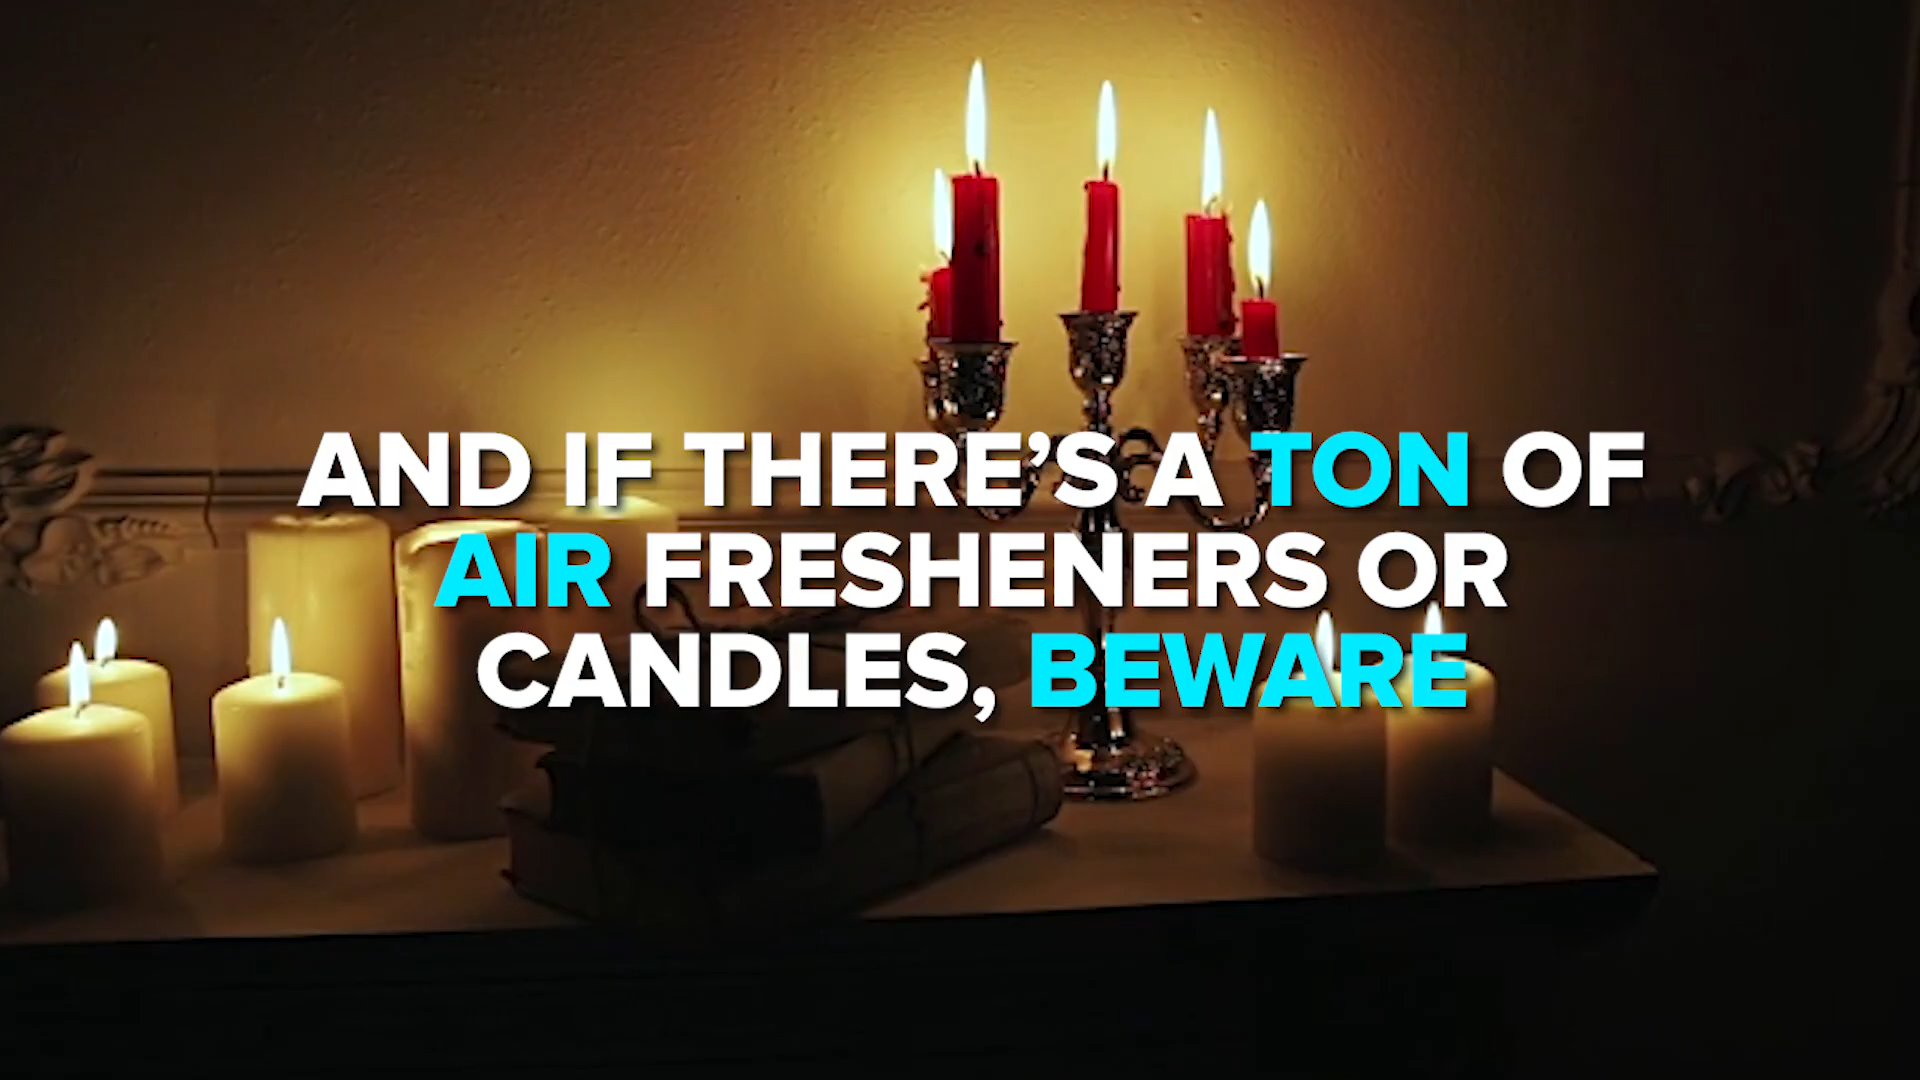 AND IF THERE’S A TON OF
AIR FRESHENERS OR
CANDLES, BEWARE